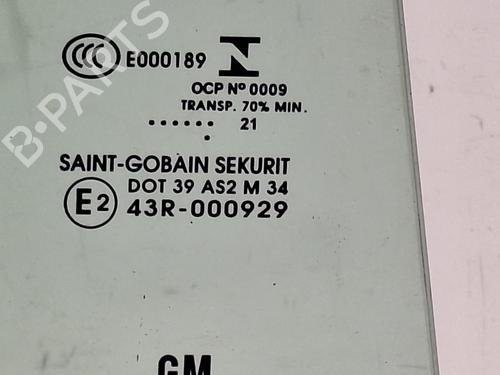 CCC E000189 N
OCP Nº 0009
TRANSP. 70% MIN.
...... 21
.
SAINT-GOBAIN SEKURIT
E2 DOT 39 AS2 M 34
43R-000929
GM
B-PARTS